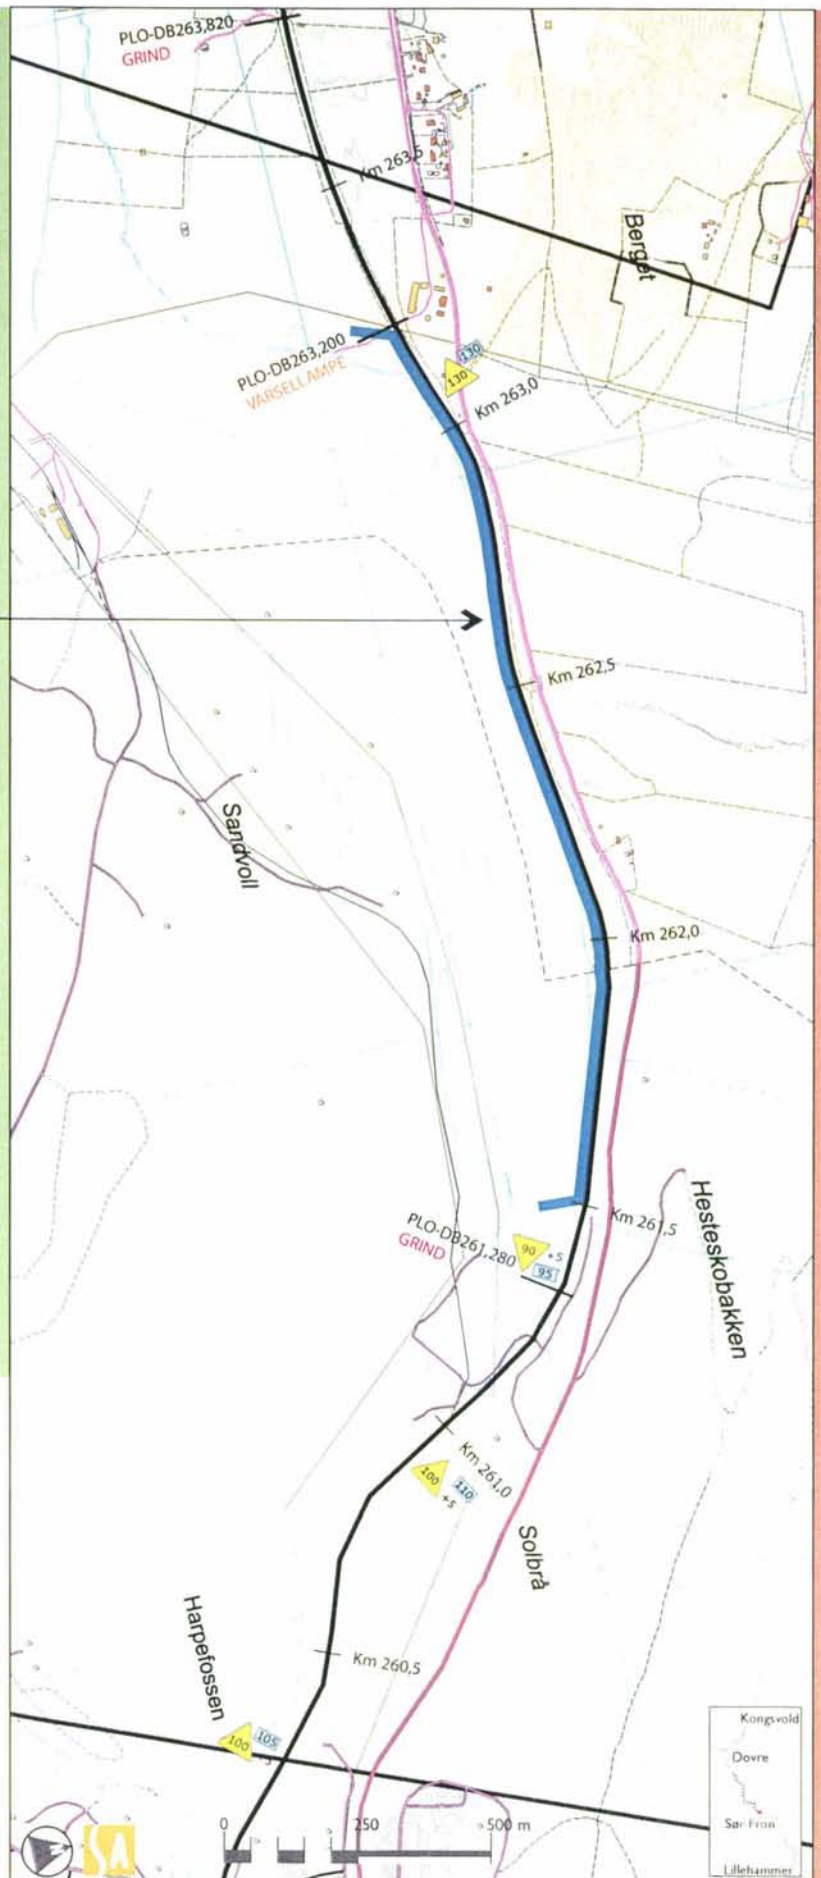 PLO-DB263,820
GRIND
Km 263,5
Berget
PLO-DB263,200
VARSELLAMPE
130
130
Km 263,0
Km 262,5
Sandvoll
Km 262,0
Hesteskobakken
Km 261,5
PLO-DB261,280
GRIND
90 +5
95
Km 261,0
100 +5
110
Solbrå
Harpefossen
Km 260,5
100
105
Kongsvold
Dovre
Sør-Fron
Lillehammer
0 250 500 m
SA